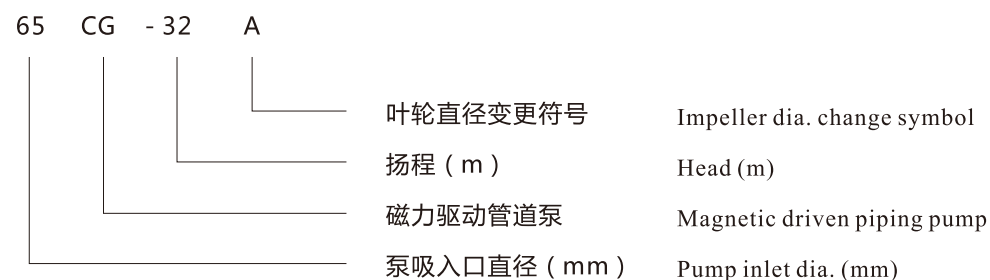 65 CG -32 A
叶轮直径变更符号 Impeller dia. change symbol
扬程（m） Head (m)
磁力驱动管道泵 Magnetic driven piping pump
泵吸入口直径（mm） Pump inlet dia. (mm)